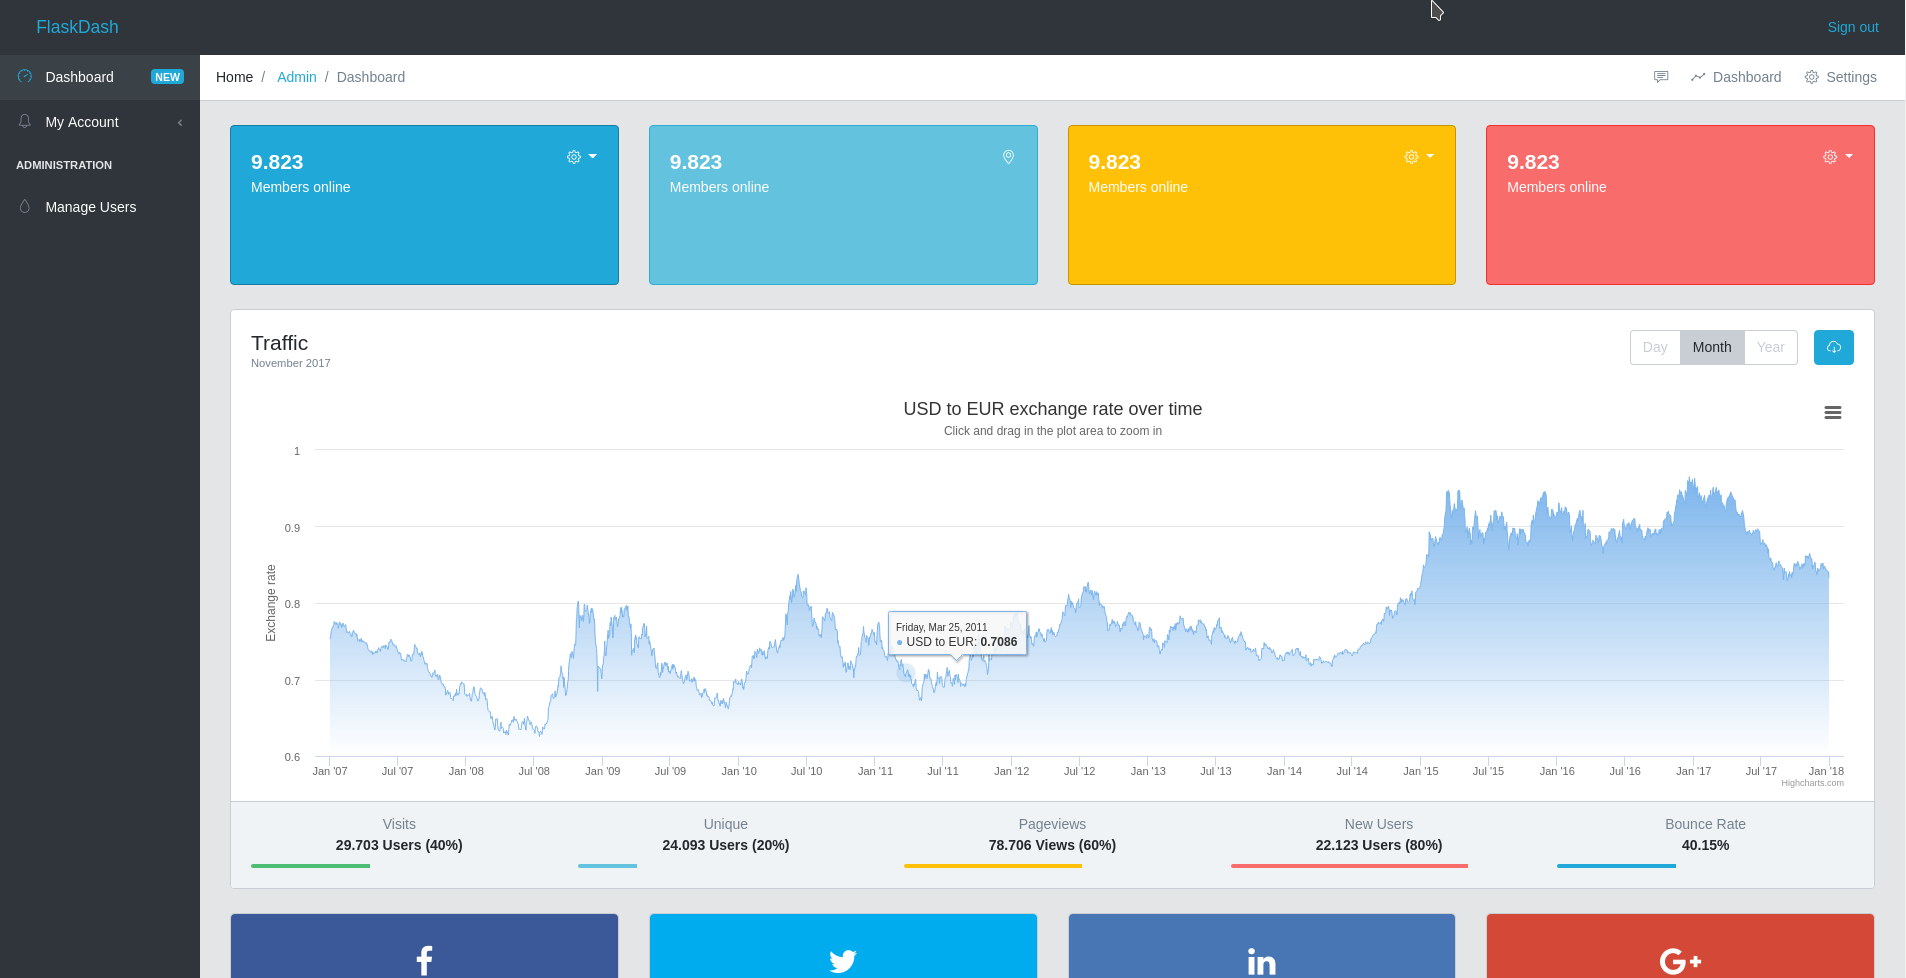 FlaskDash
Sign out
Dashboard NEW
My Account
ADMINISTRATION
Manage Users
Home / Admin / Dashboard
Dashboard
Settings
9.823
Members online
9.823
Members online
9.823
Members online
9.823
Members online
Traffic
November 2017
Day Month Year
USD to EUR exchange rate over time
Click and drag in the plot area to zoom in
Exchange rate
1
0.9
0.8
0.7
0.6
Friday, Mar 25, 2011
USD to EUR: 0.7086
Jan '07 Jul '07 Jan '08 Jul '08 Jan '09 Jul '09 Jan '10 Jul '10 Jan '11 Jul '11 Jan '12 Jul '12 Jan '13 Jul '13 Jan '14 Jul '14 Jan '15 Jul '15 Jan '16 Jul '16 Jan '17 Jul '17 Jan '18
Highcharts.com
Visits
29.703 Users (40%)
Unique
24.093 Users (20%)
Pageviews
78.706 Views (60%)
New Users
22.123 Users (80%)
Bounce Rate
40.15%
f
in
G+